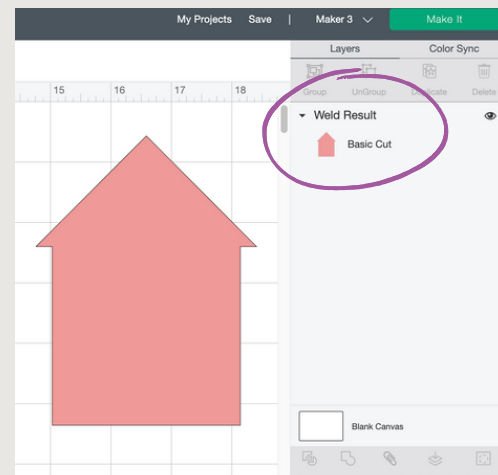 My Projects Save | Maker 3 Make It
Layers Color Sync
Group UnGroup Duplicate Delete
15 16 17 18
Weld Result
Basic Cut
Blank Canvas